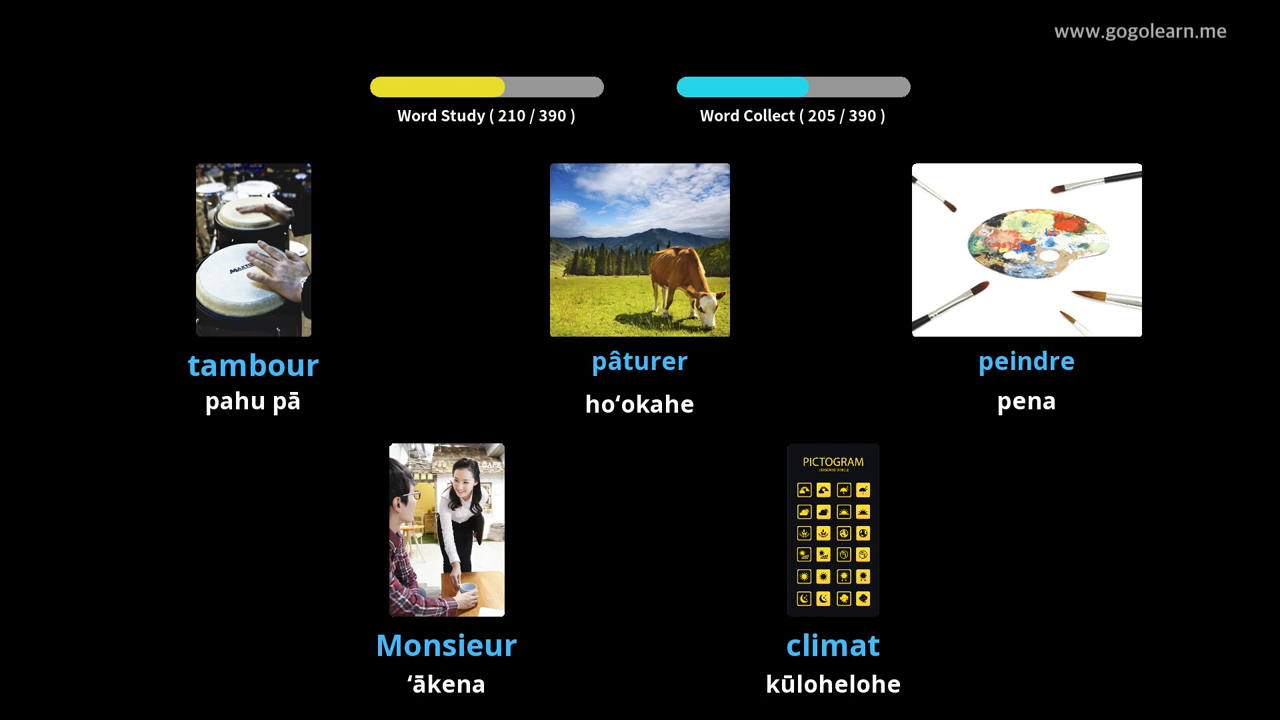 www.gogolearn.me
Word Study ( 210 / 390 )
Word Collect ( 205 / 390 )
tambour
pahu pā
pâturer
hoʻokahe
peindre
pena
PICTOGRAM
Monsieur
ʻākena
climat
kūlohelohe